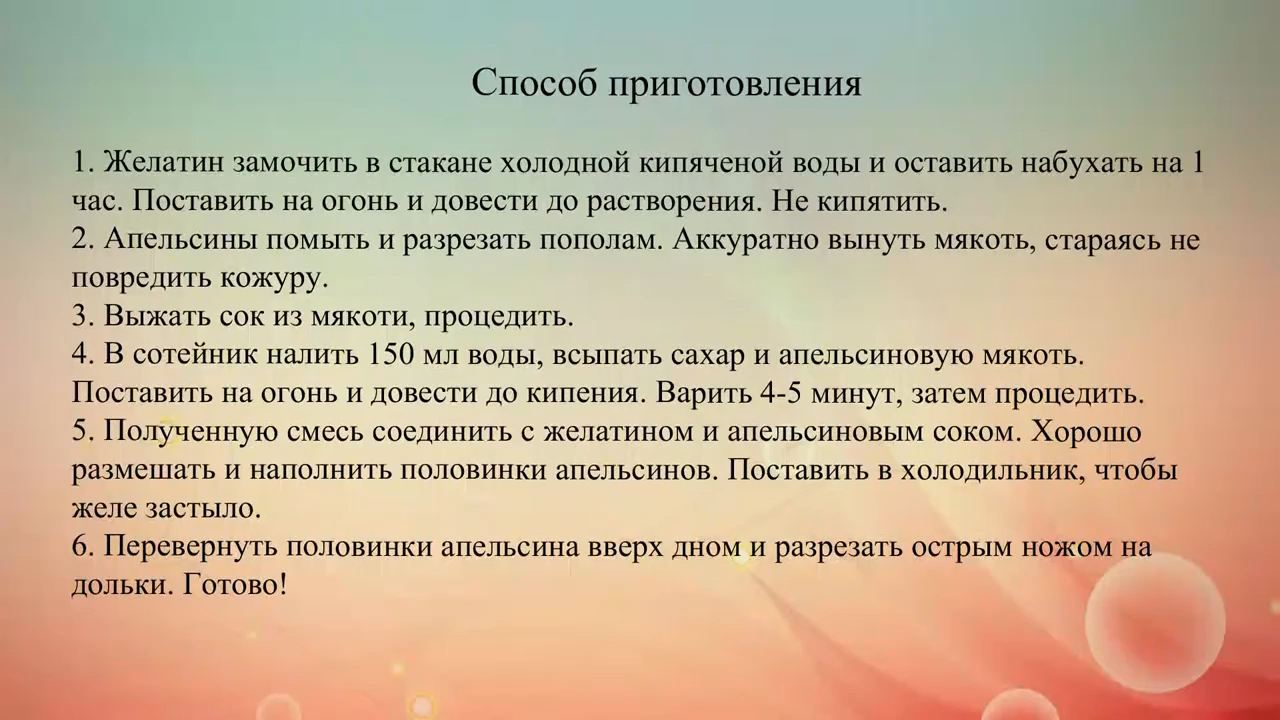 Способ приготовления
1. Желатин замочить в стакане холодной кипяченой воды и оставить набухать на 1
час. Поставить на огонь и довести до растворения. Не кипятить.
2. Апельсины помыть и разрезать пополам. Аккуратно вынуть мякоть, стараясь не
повредить кожуру.
3. Выжать сок из мякоти, процедить.
4. В сотейник налить 150 мл воды, всыпать сахар и апельсиновую мякоть.
Поставить на огонь и довести до кипения. Варить 4-5 минут, затем процедить.
5. Полученную смесь соединить с желатином и апельсиновым соком. Хорошо
размешать и наполнить половинки апельсинов. Поставить в холодильник, чтобы
желе застыло.
6. Перевернуть половинки апельсина вверх дном и разрезать острым ножом на
дольки. Готово!